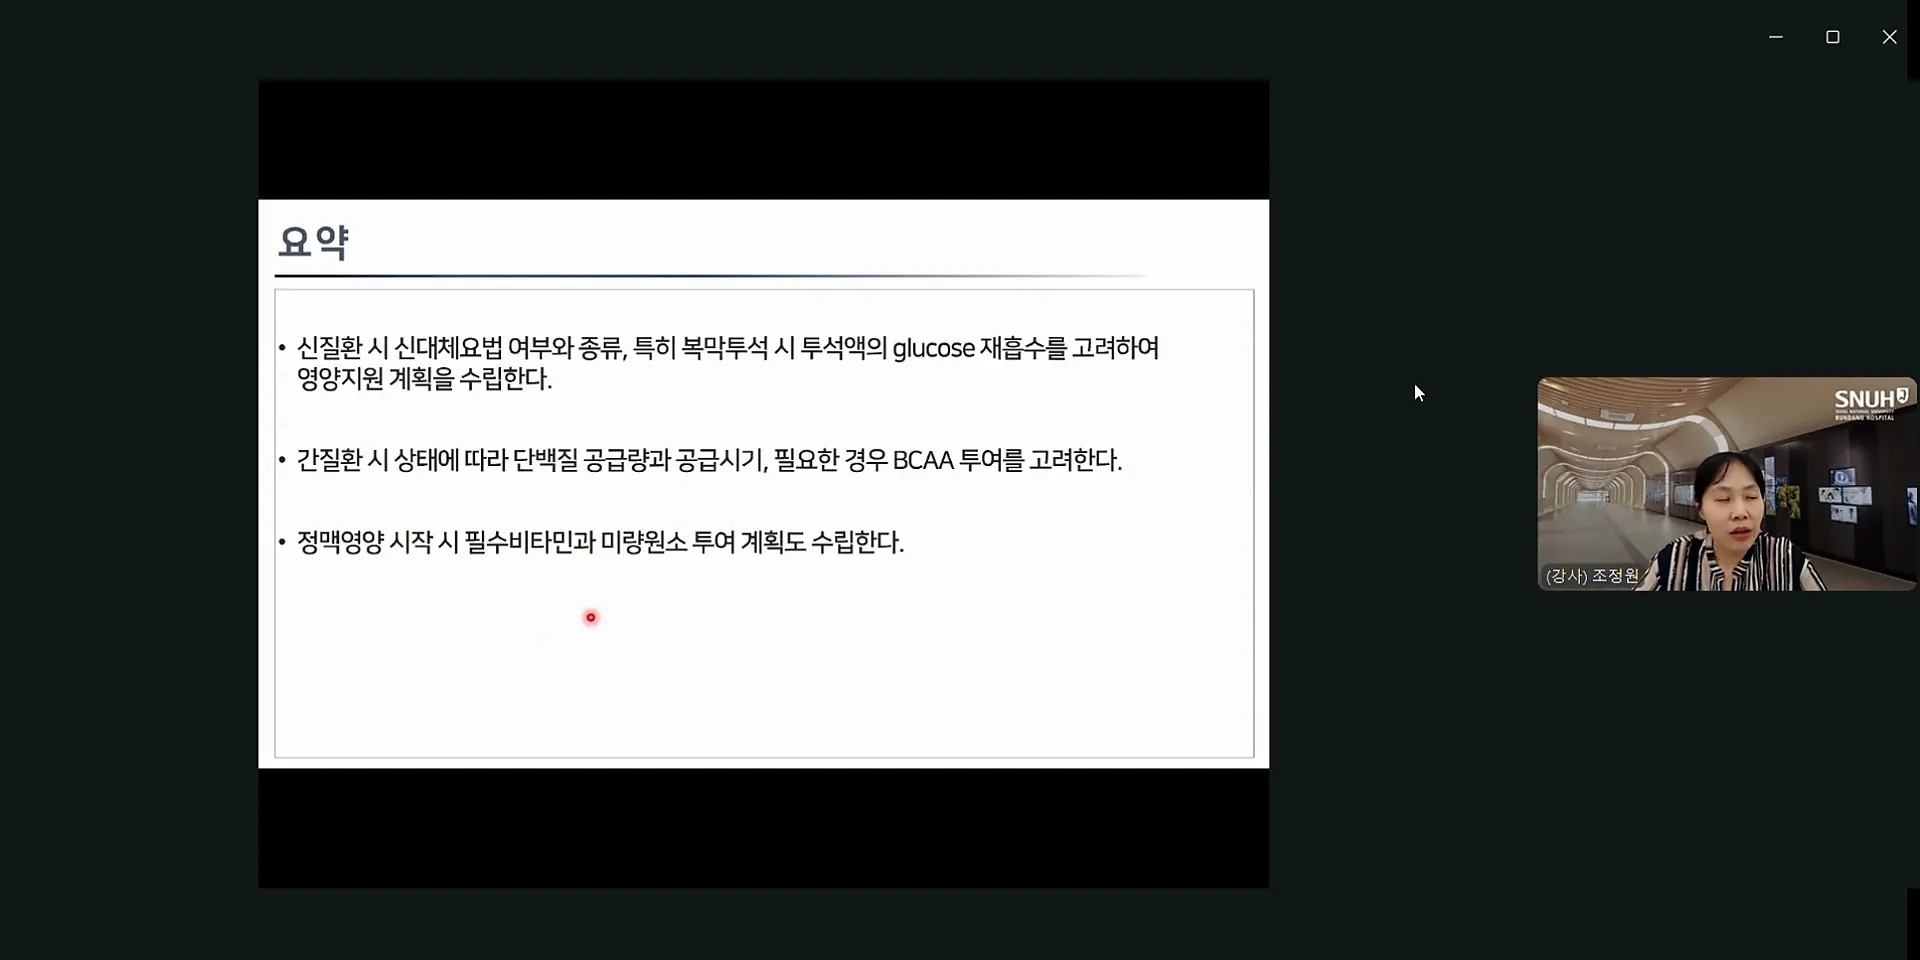 요약
• 신질환 시 신대체요법 여부와 종류, 특히 복막투석 시 투석액의 glucose 재흡수를 고려하여
영양지원 계획을 수립한다.
• 간질환 시 상태에 따라 단백질 공급량과 공급시기, 필요한 경우 BCAA 투여를 고려한다.
• 정맥영양 시작 시 필수비타민과 미량원소 투여 계획도 수립한다.
SNUH
BUNDANG HOSPITAL
(강사) 조정원